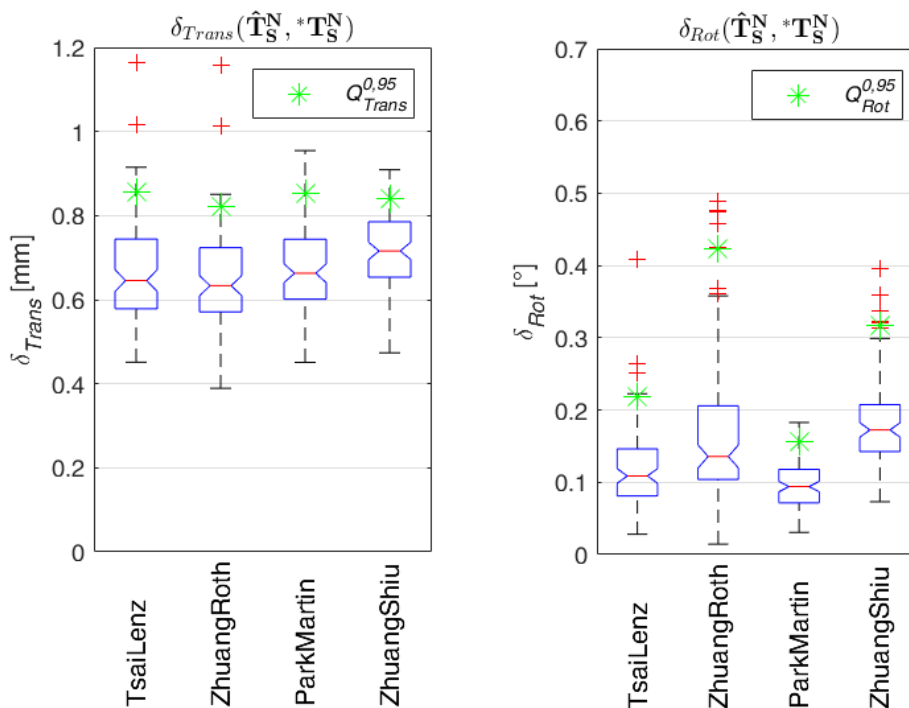 δ_Trans(T̂_S^N, *T_S^N)
1.2
1
0.8
0.6
0.4
0.2
0
δ_Trans [mm]
Q_Trans^0,95
TsaiLenz
ZhuangRoth
ParkMartin
ZhuangShiu
δ_Rot(T̂_S^N, *T_S^N)
0.7
0.6
0.5
0.4
0.3
0.2
0.1
0
δ_Rot [°]
Q_Rot^0,95
TsaiLenz
ZhuangRoth
ParkMartin
ZhuangShiu